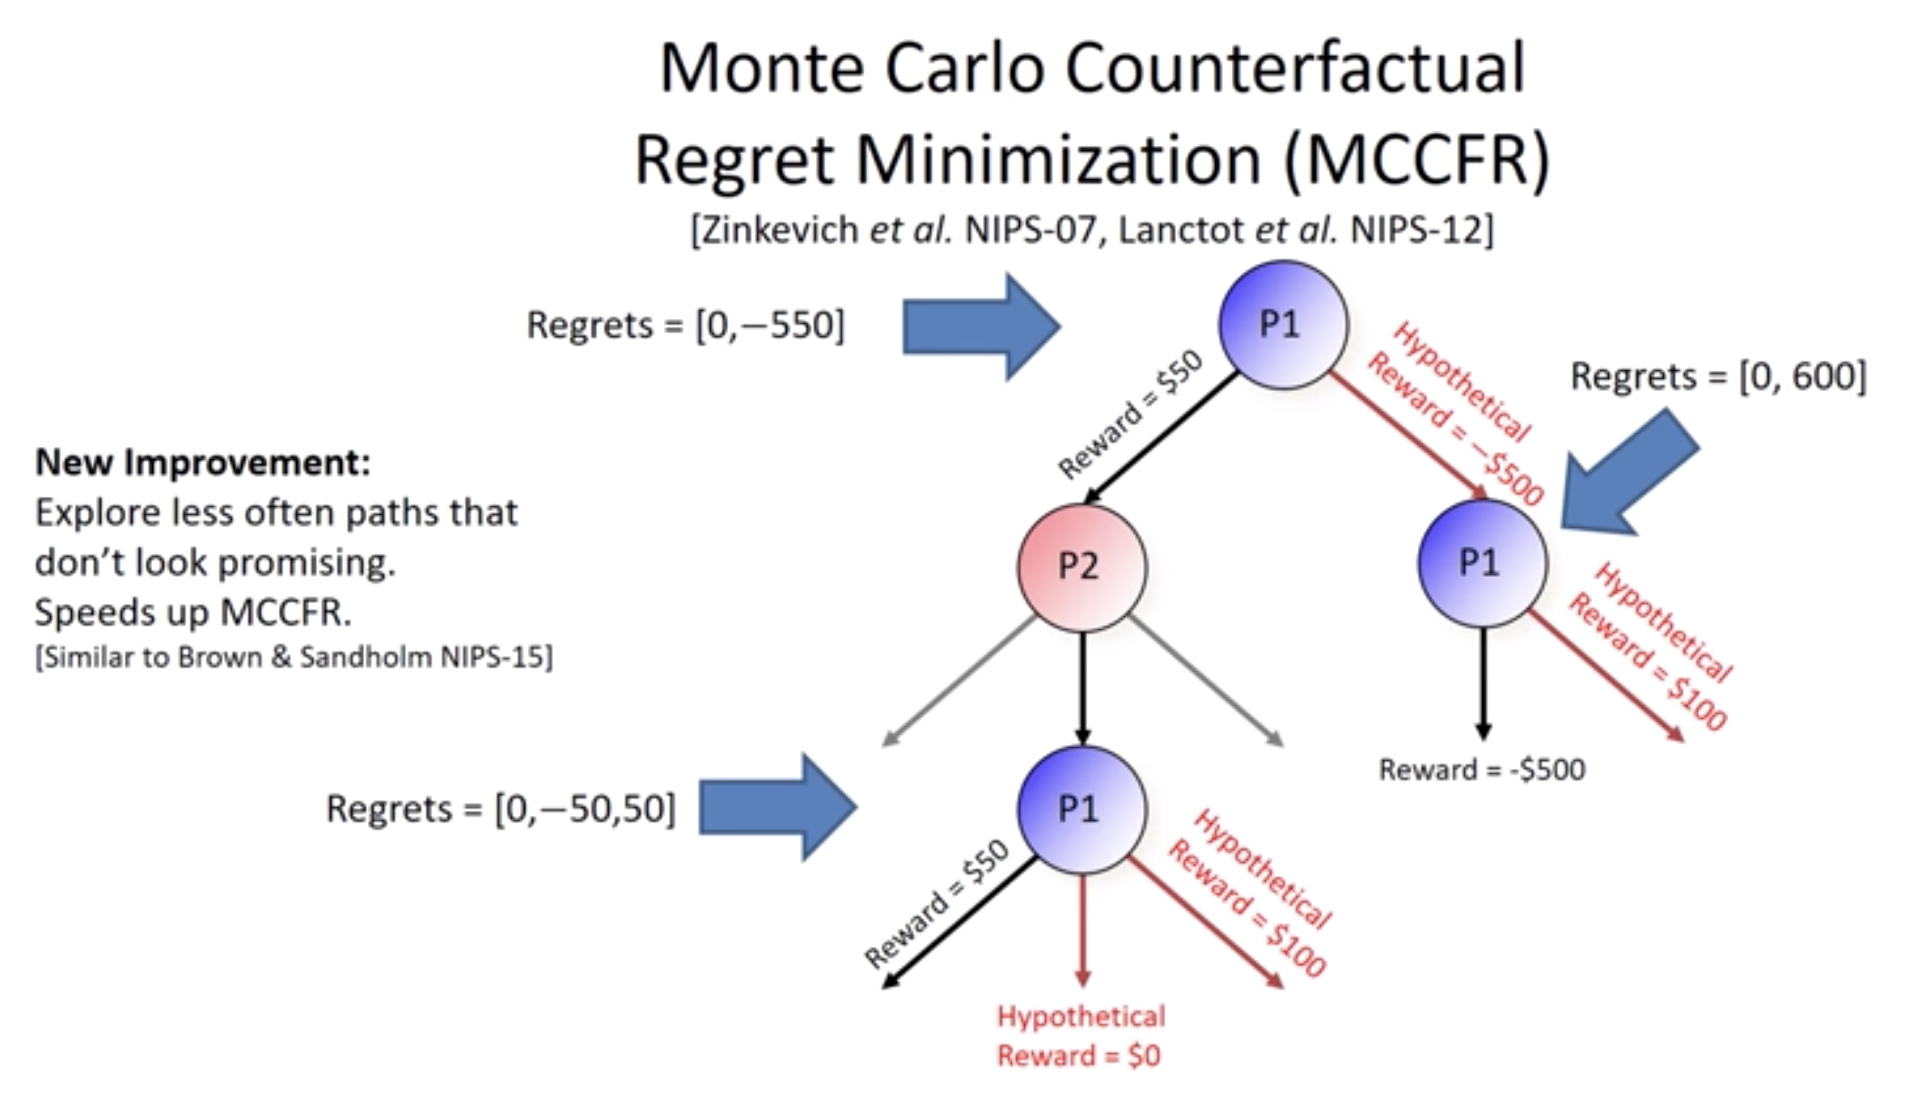 Monte Carlo Counterfactual
Regret Minimization (MCCFR)
[Zinkevich et al. NIPS-07, Lanctot et al. NIPS-12]
Regrets = [0,−550]
P1
Reward = $50
Hypothetical
Reward = −$500
Regrets = [0, 600]
New Improvement:
Explore less often paths that
don’t look promising.
Speeds up MCCFR.
[Similar to Brown & Sandholm NIPS-15]
P2
P1
Hypothetical
Reward = $100
Reward = -$500
Regrets = [0,−50,50]
P1
Reward = $50
Hypothetical
Reward = $100
Hypothetical
Reward = $0